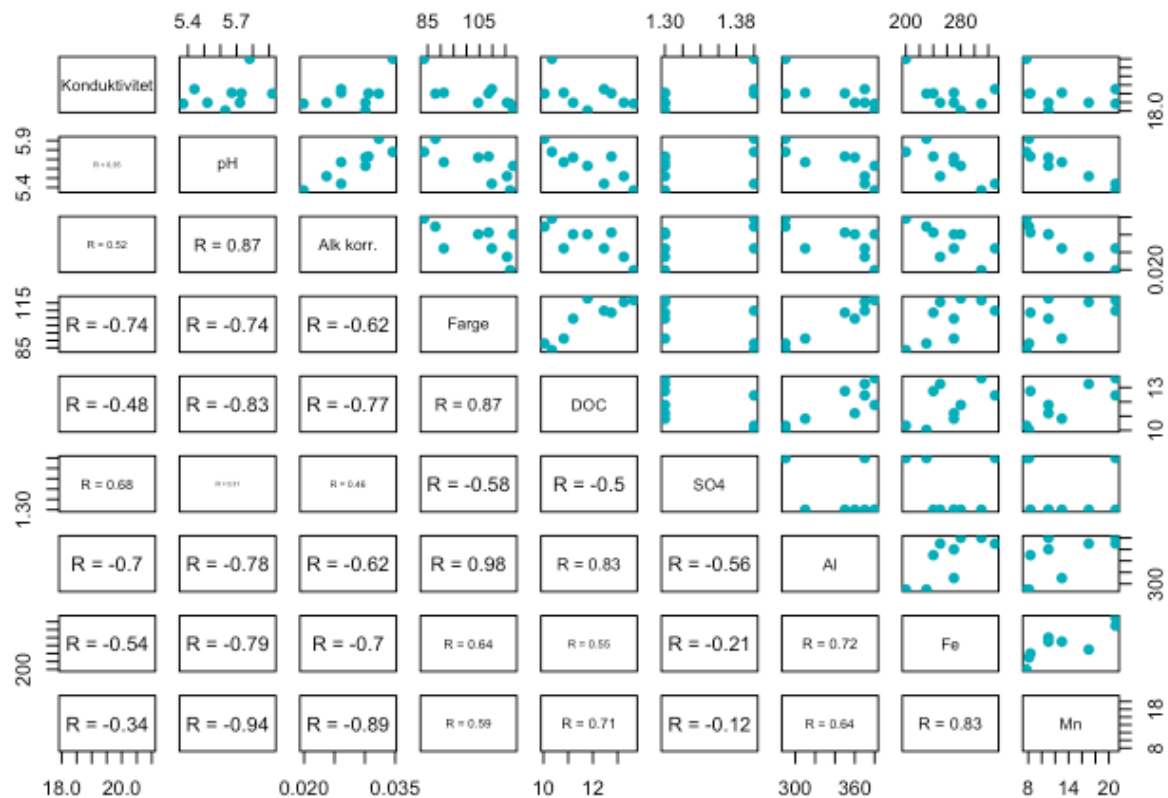 5.4 5.7 85 105 1.30 1.38 200 280
Konduktivitet 18.0
5.4 5.9 R = pH
R = 0.52 R = 0.87 Alk korr. 0.020
85 115 R = -0.74 R = -0.74 R = -0.62 Farge
R = -0.48 R = -0.83 R = -0.77 R = 0.87 DOC 10 13
1.30 R = 0.68 R = R = 0.46 R = -0.58 R = -0.5 SO4
R = -0.7 R = -0.78 R = -0.62 R = 0.98 R = 0.83 R = -0.56 Al 300
200 R = -0.54 R = -0.79 R = -0.7 R = 0.64 R = 0.55 R = -0.21 R = 0.72 Fe
R = -0.34 R = -0.94 R = -0.89 R = 0.59 R = 0.71 R = -0.12 R = 0.64 R = 0.83 Mn 8 18
18.0 20.0 0.020 0.035 10 12 300 360 8 14 20